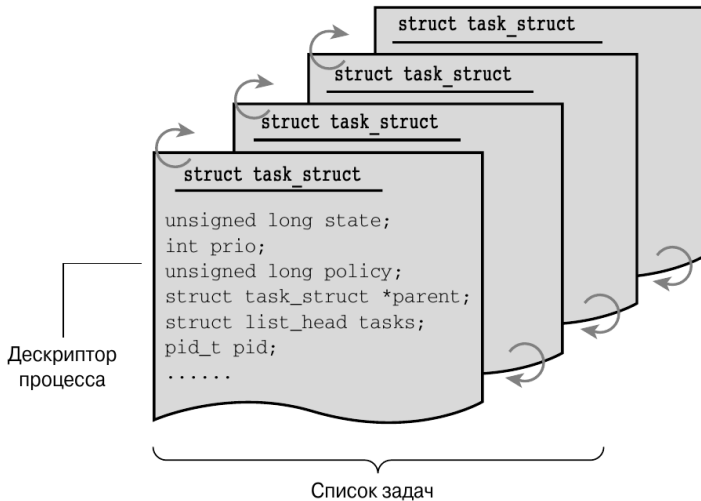 struct task_struct
struct task_struct
struct task_struct
struct task_struct
unsigned long state;
int prio;
unsigned long policy;
struct task_struct *parent;
struct list_head tasks;
pid_t pid;
......
Дескриптор
процесса
Список задач